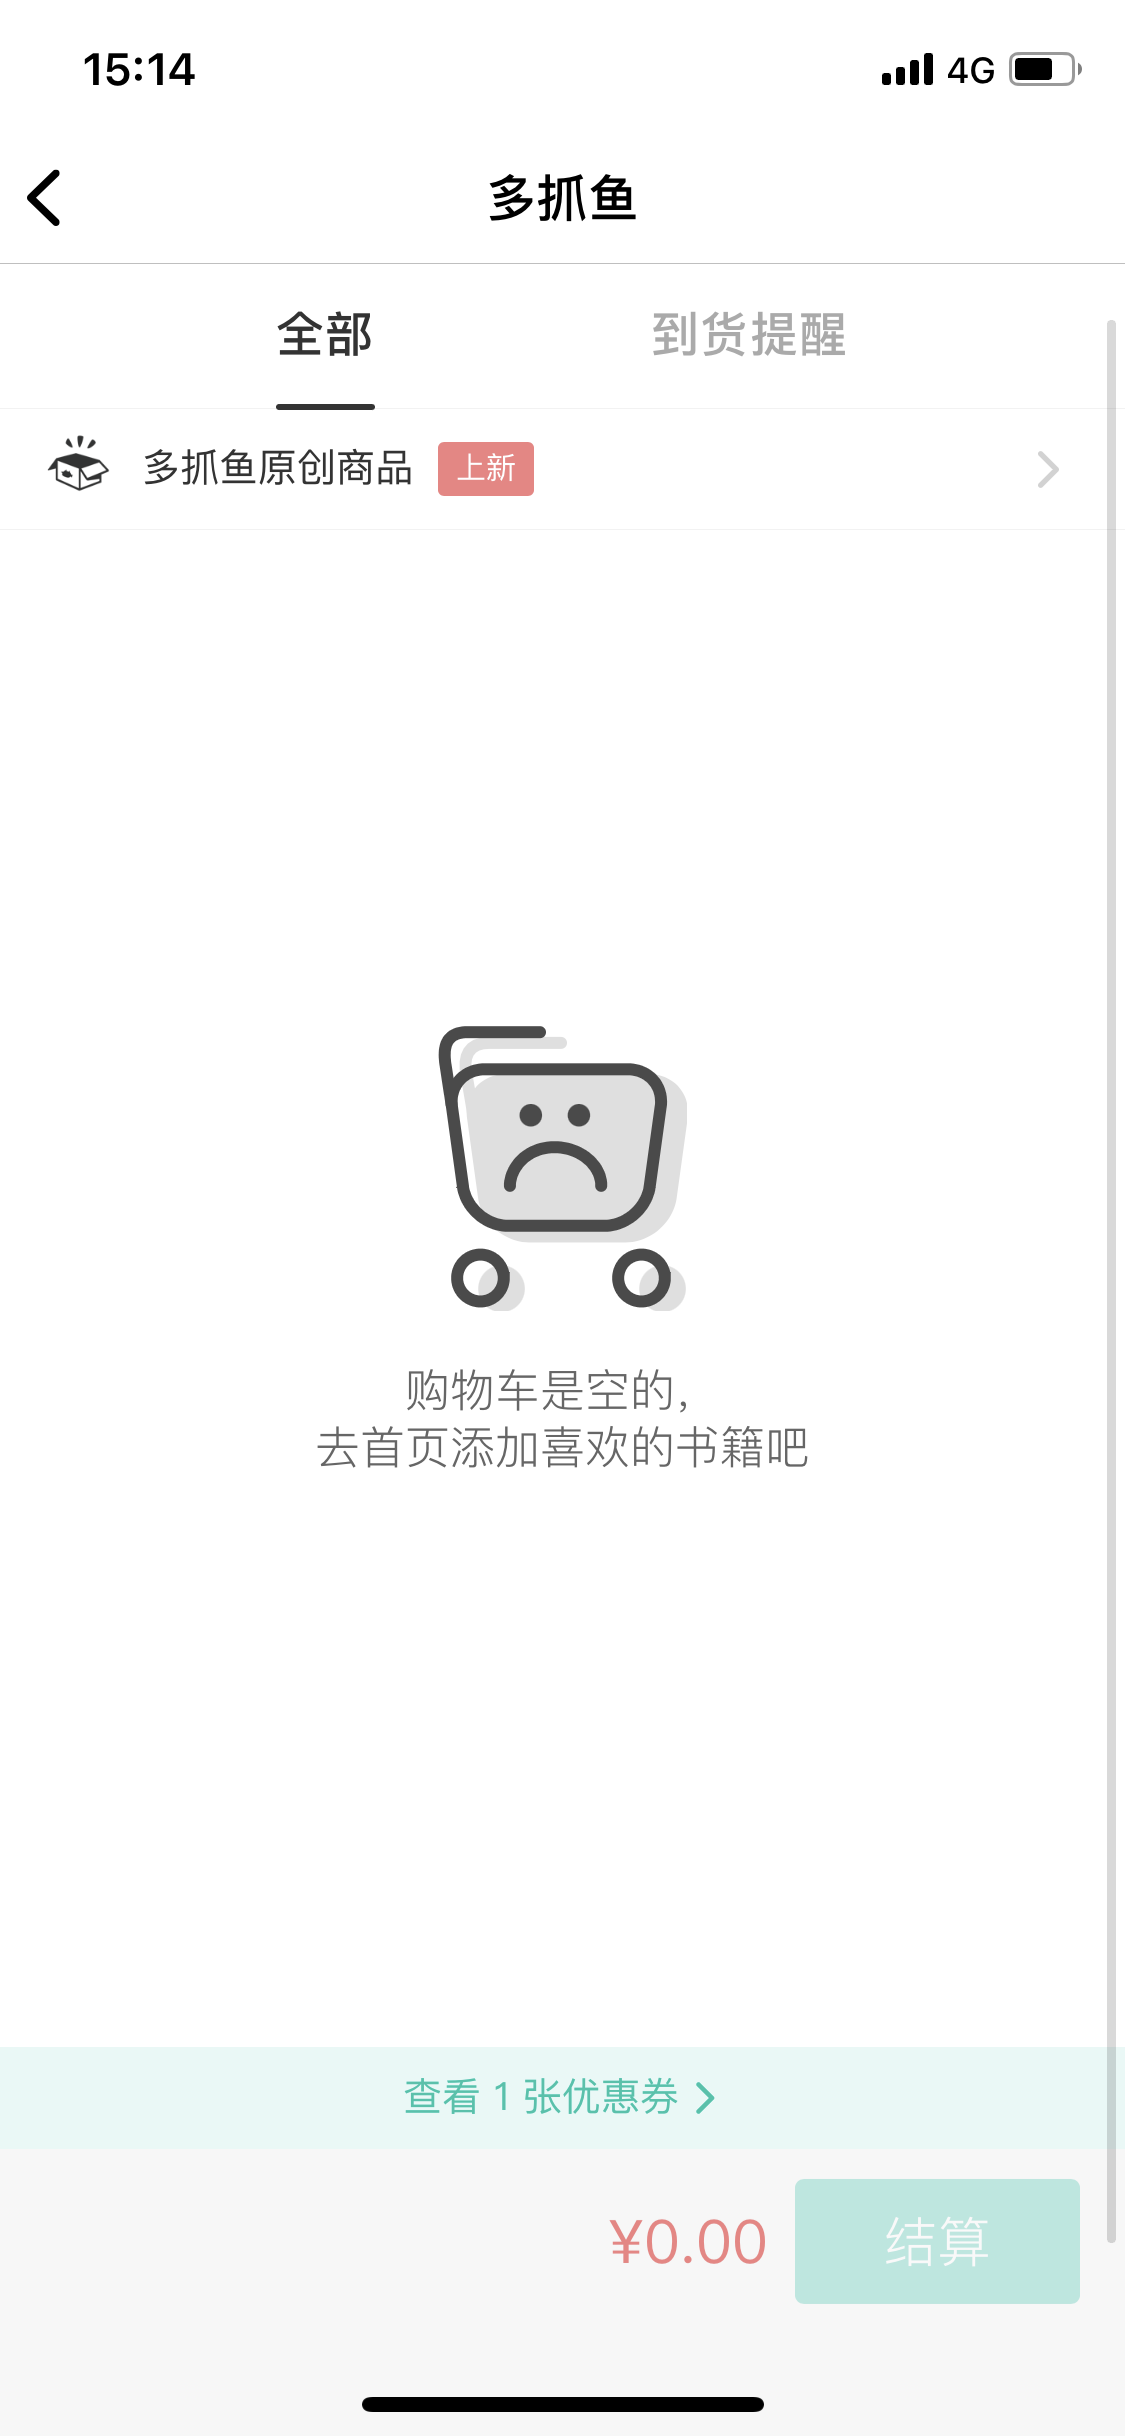 15:14
4G
多抓鱼
全部
到货提醒
多抓鱼原创商品
上新
购物车是空的，
去首页添加喜欢的书籍吧
查看 1 张优惠券
¥0.00
结算